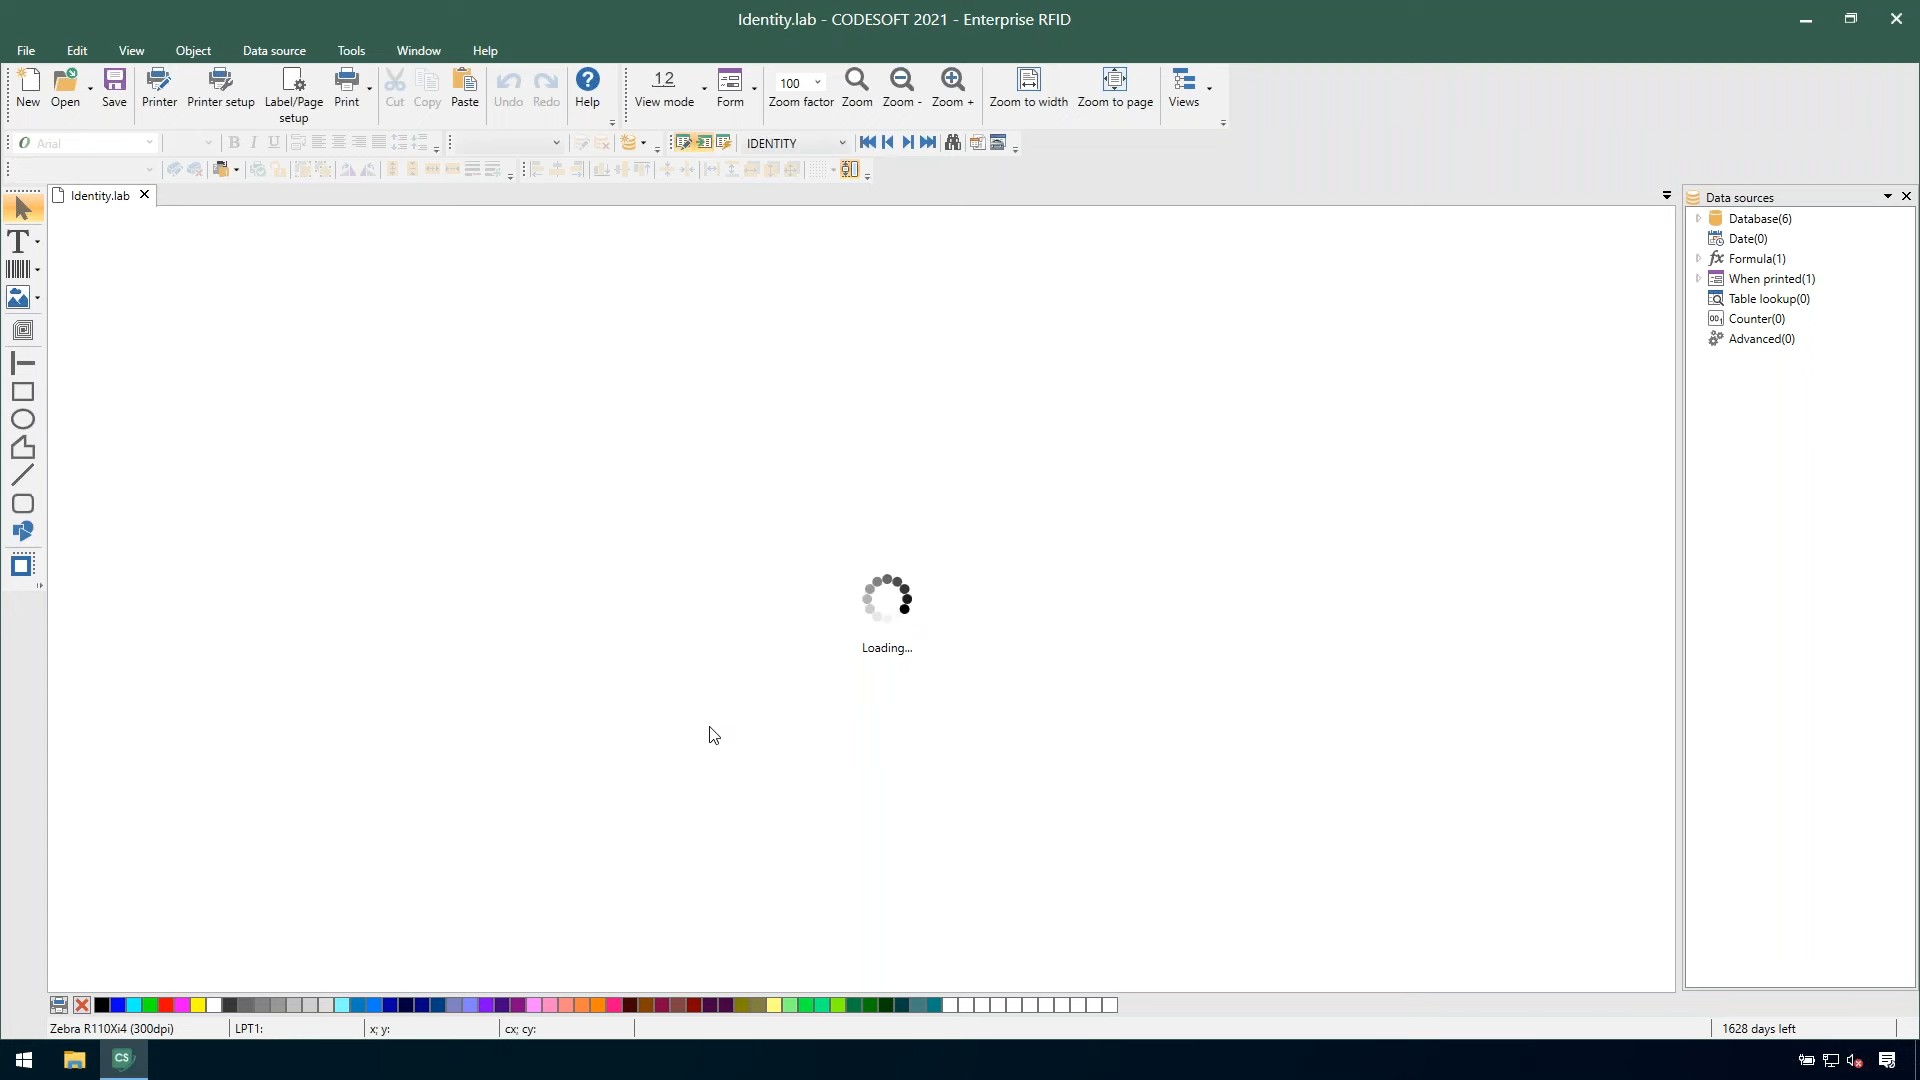 Identity.lab - CODESOFT 2021 - Enterprise RFID
File Edit View Object Data source Tools Window Help
New Open Save Printer Printer setup Label/Page setup Print Cut Copy Paste Undo Redo Help
12 View mode Form 100 Zoom factor Zoom Zoom - Zoom + Zoom to width Zoom to page Views
O Arial B I U IDENTITY
Identity.lab
T
Data sources
Database(6)
Date(0)
fx Formula(1)
When printed(1)
Table lookup(0)
001 Counter(0)
Advanced(0)
Loading...
Zebra R110Xi4 (300dpi) LPT1: x; y: cx; cy: 1628 days left
CS